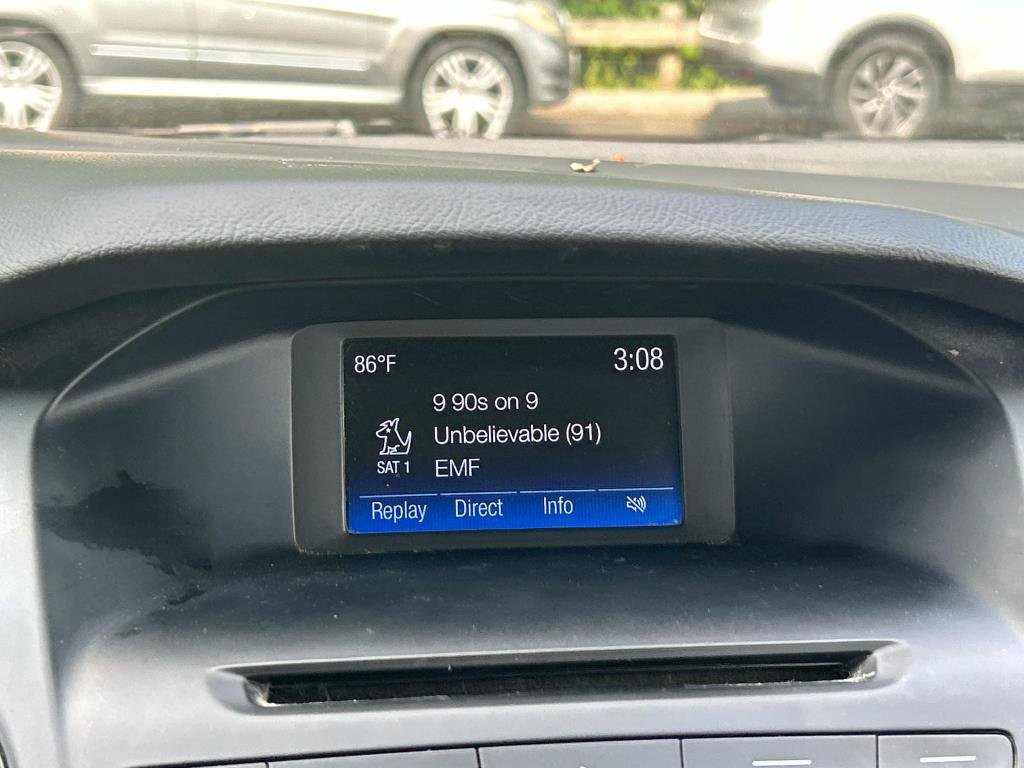 86°F 3:08
9 90s on 9
Unbelievable (91)
SAT 1 EMF
Replay Direct Info